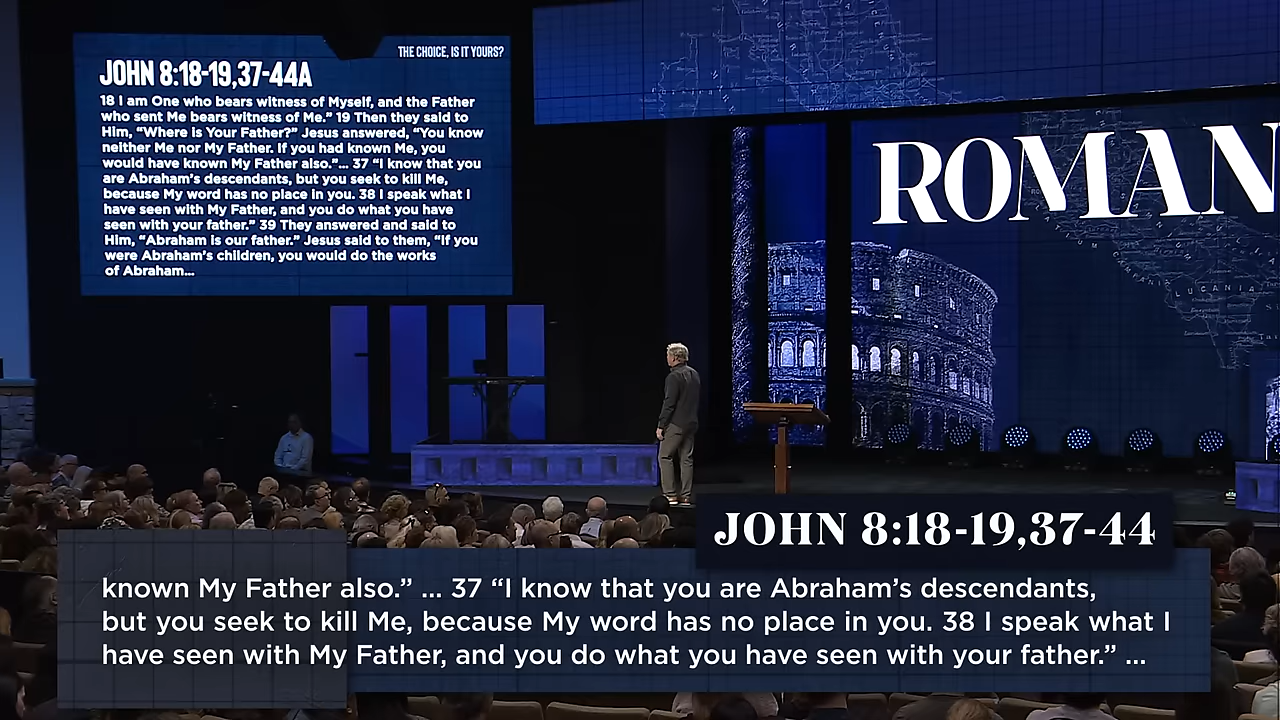 THE CHOICE, IS IT YOURS?
JOHN 8:18-19,37-44A
18 I am One who bears witness of Myself, and the Father
who sent Me bears witness of Me.” 19 Then they said to
Him, “Where is Your Father?” Jesus answered, “You know
neither Me nor My Father. If you had known Me, you
would have known My Father also.”... 37 “I know that you
are Abraham’s descendants, but you seek to kill Me,
because My word has no place in you. 38 I speak what I
have seen with My Father, and you do what you have
seen with your father.” 39 They answered and said to
Him, “Abraham is our father.” Jesus said to them, “If you
were Abraham’s children, you would do the works
of Abraham...
ROMAN
LUCANIA
JOHN 8:18-19,37-44
known My Father also.” ... 37 “I know that you are Abraham’s descendants,
but you seek to kill Me, because My word has no place in you. 38 I speak what I
have seen with My Father, and you do what you have seen with your father.” ...